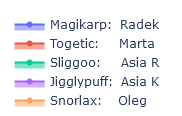 Magikarp: Radek
Togetic: Marta
Sliggoo: Asia R
Jigglypuff: Asia K
Snorlax: Oleg